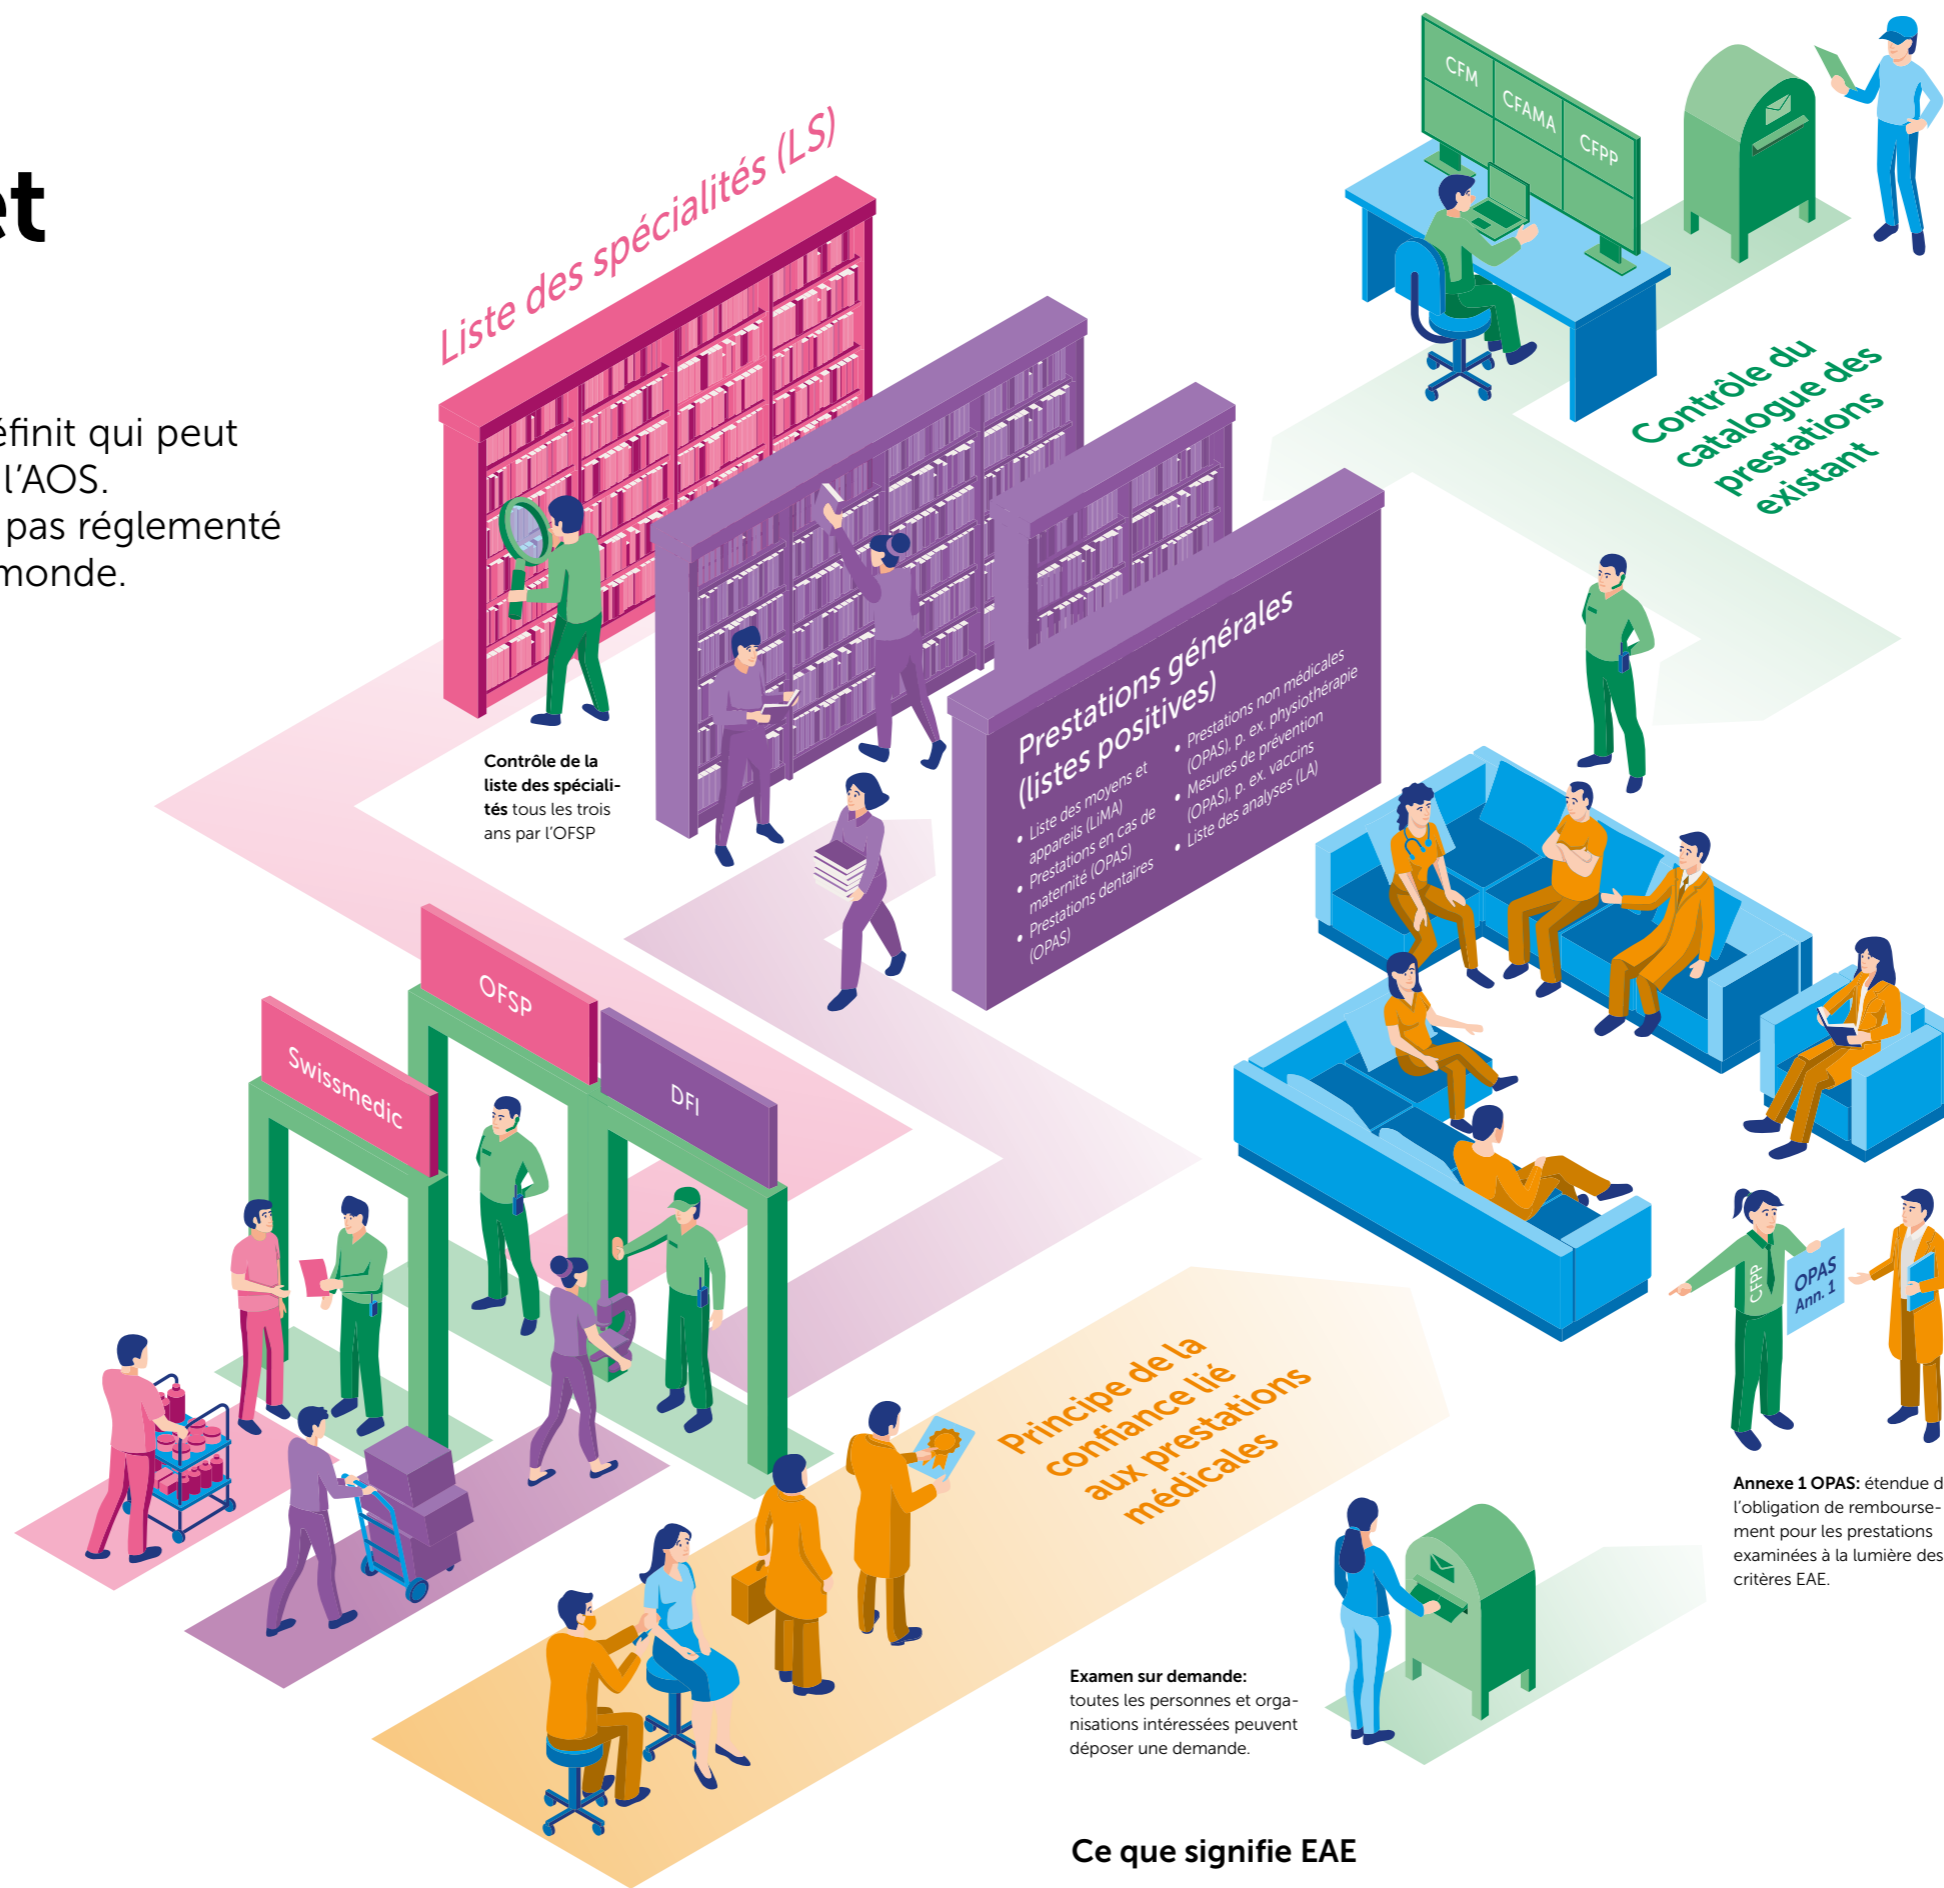 et
éfinit qui peut
l'AOS.
pas réglementé
monde.
Liste des spécialités (LS)
CFM
CFAMA
CFPP
Contrôle du
catalogue des
prestations
existant
Contrôle de la
liste des spéciali-
tés tous les trois
ans par l'OFSP
Prestations générales
(listes positives)
• Liste des moyens et
appareils (LiMA)
• Prestations en cas de
maternité (OPAS)
• Prestations dentaires
(OPAS)
• Prestations non médicales
(OPAS), p. ex. physiothérapie
• Mesures de prévention
(OPAS), p. ex. vaccins
• Liste des analyses (LA)
OFSP
Swissmedic
DFI
CFPP
OPAS
Ann. 1
Principe de la
confiance lié
aux prestations
médicales
Annexe 1 OPAS: étendue d
l'obligation de rembourse-
ment pour les prestations
examinées à la lumière des
critères EAE.
Examen sur demande:
toutes les personnes et orga-
nisations intéressées peuvent
déposer une demande.
Ce que signifie EAE